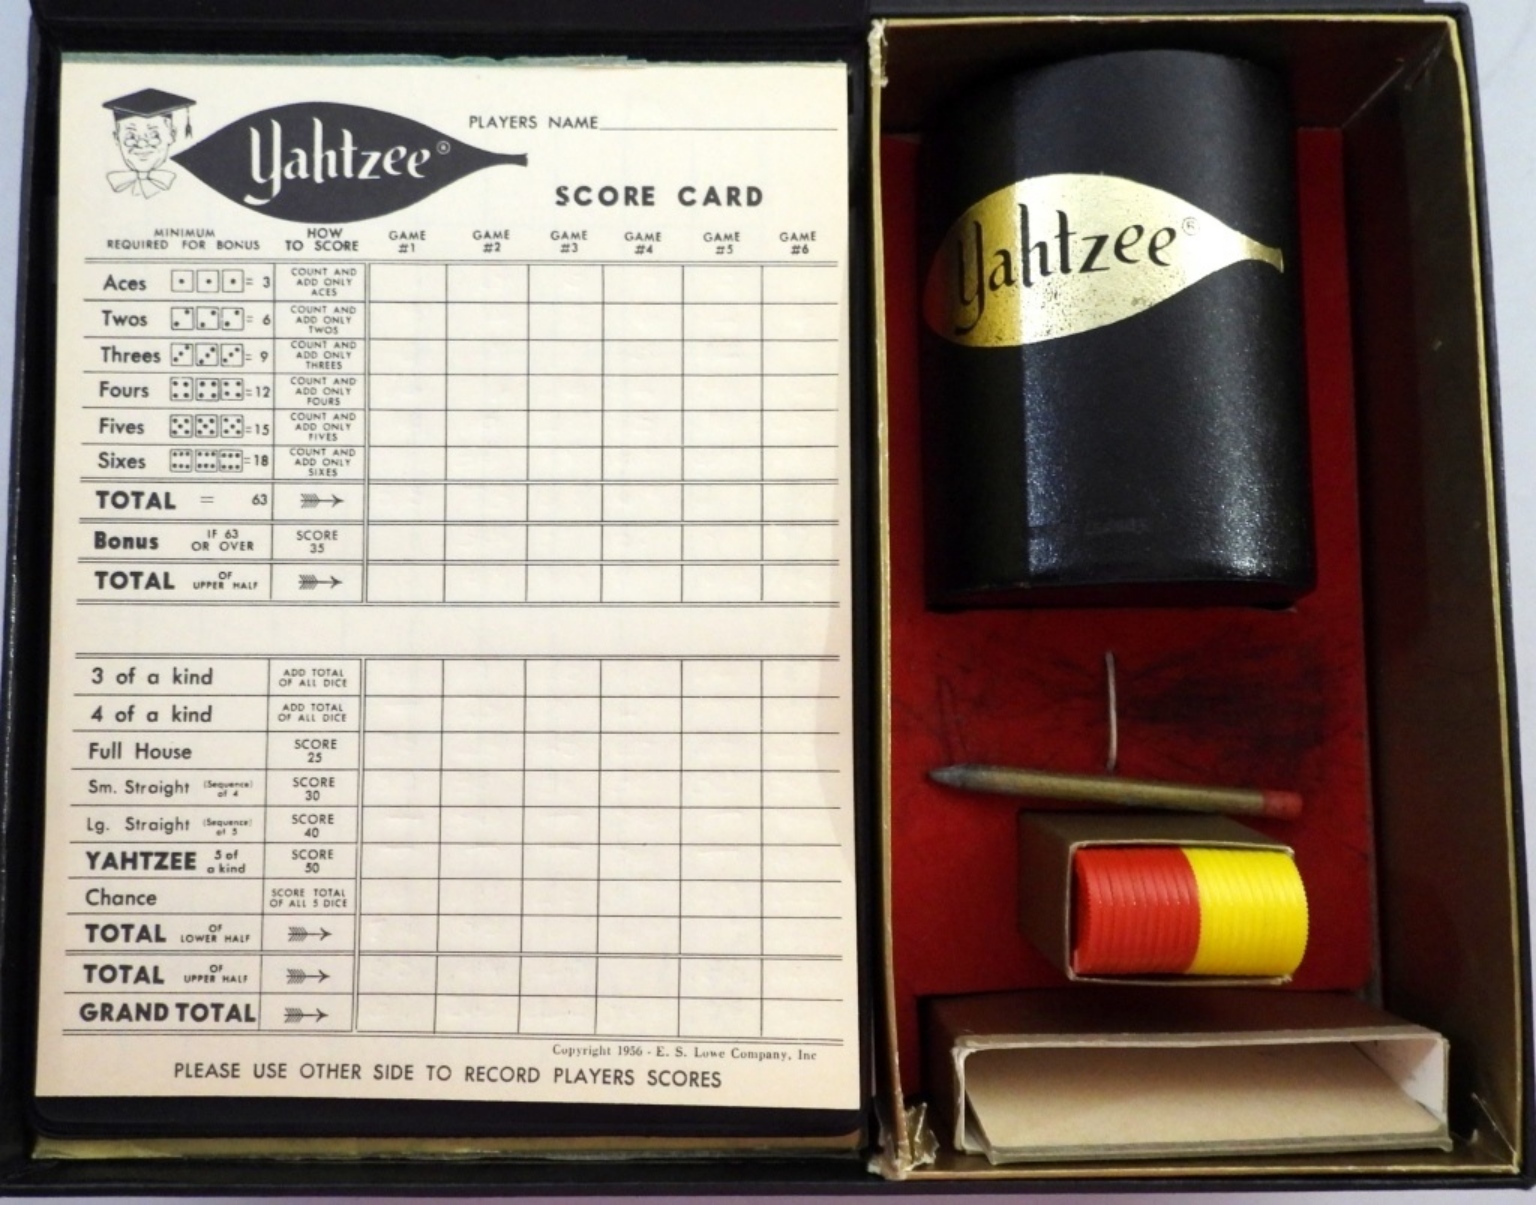 Yahtzee®
PLAYERS NAME
SCORE CARD
MINIMUM REQUIRED FOR BONUS
HOW TO SCORE
GAME #1
GAME #2
GAME #3
GAME #4
GAME #5
GAME #6
Aces = 3 COUNT AND ADD ONLY ACES
Twos = 6 COUNT AND ADD ONLY TWOS
Threes = 9 COUNT AND ADD ONLY THREES
Fours = 12 COUNT AND ADD ONLY FOURS
Fives = 15 COUNT AND ADD ONLY FIVES
Sixes = 18 COUNT AND ADD ONLY SIXES
TOTAL = 63
Bonus IF 63 OR OVER SCORE 35
TOTAL OF UPPER HALF
3 of a kind ADD TOTAL OF ALL DICE
4 of a kind ADD TOTAL OF ALL DICE
Full House SCORE 25
Sm. Straight (Sequence of 4) SCORE 30
Lg. Straight (Sequence of 5) SCORE 40
YAHTZEE 5 of a kind SCORE 50
Chance SCORE TOTAL OF ALL 5 DICE
TOTAL OF LOWER HALF
TOTAL OF UPPER HALF
GRAND TOTAL
Copyright 1956 - E. S. Lowe Company, Inc
PLEASE USE OTHER SIDE TO RECORD PLAYERS SCORES
Yahtzee®